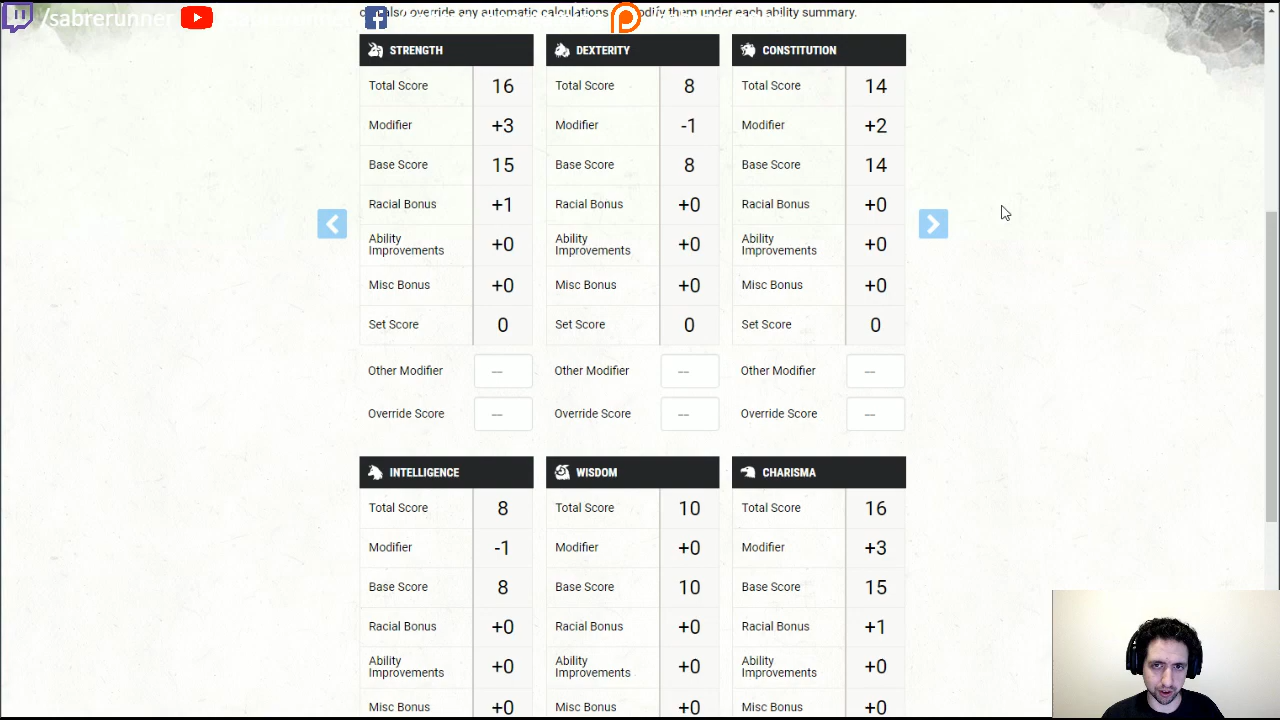 /sabrerunner
also override any automatic calculations modify them under each ability summary.
STRENGTH DEXTERITY CONSTITUTION
Total Score 16 Total Score 8 Total Score 14
Modifier +3 Modifier -1 Modifier +2
Base Score 15 Base Score 8 Base Score 14
Racial Bonus +1 Racial Bonus +0 Racial Bonus +0
Ability
Improvements +0 Ability
Improvements +0 Ability
Improvements +0
Misc Bonus +0 Misc Bonus +0 Misc Bonus +0
Set Score 0 Set Score 0 Set Score 0
Other Modifier -- Other Modifier -- Other Modifier --
Override Score -- Override Score -- Override Score --
INTELLIGENCE WISDOM CHARISMA
Total Score 8 Total Score 10 Total Score 16
Modifier -1 Modifier +0 Modifier +3
Base Score 8 Base Score 10 Base Score 15
Racial Bonus +0 Racial Bonus +0 Racial Bonus +1
Ability
Improvements +0 Ability
Improvements +0 Ability
Improvements +0
Misc Bonus +0 Misc Bonus +0 Misc Bonus +0